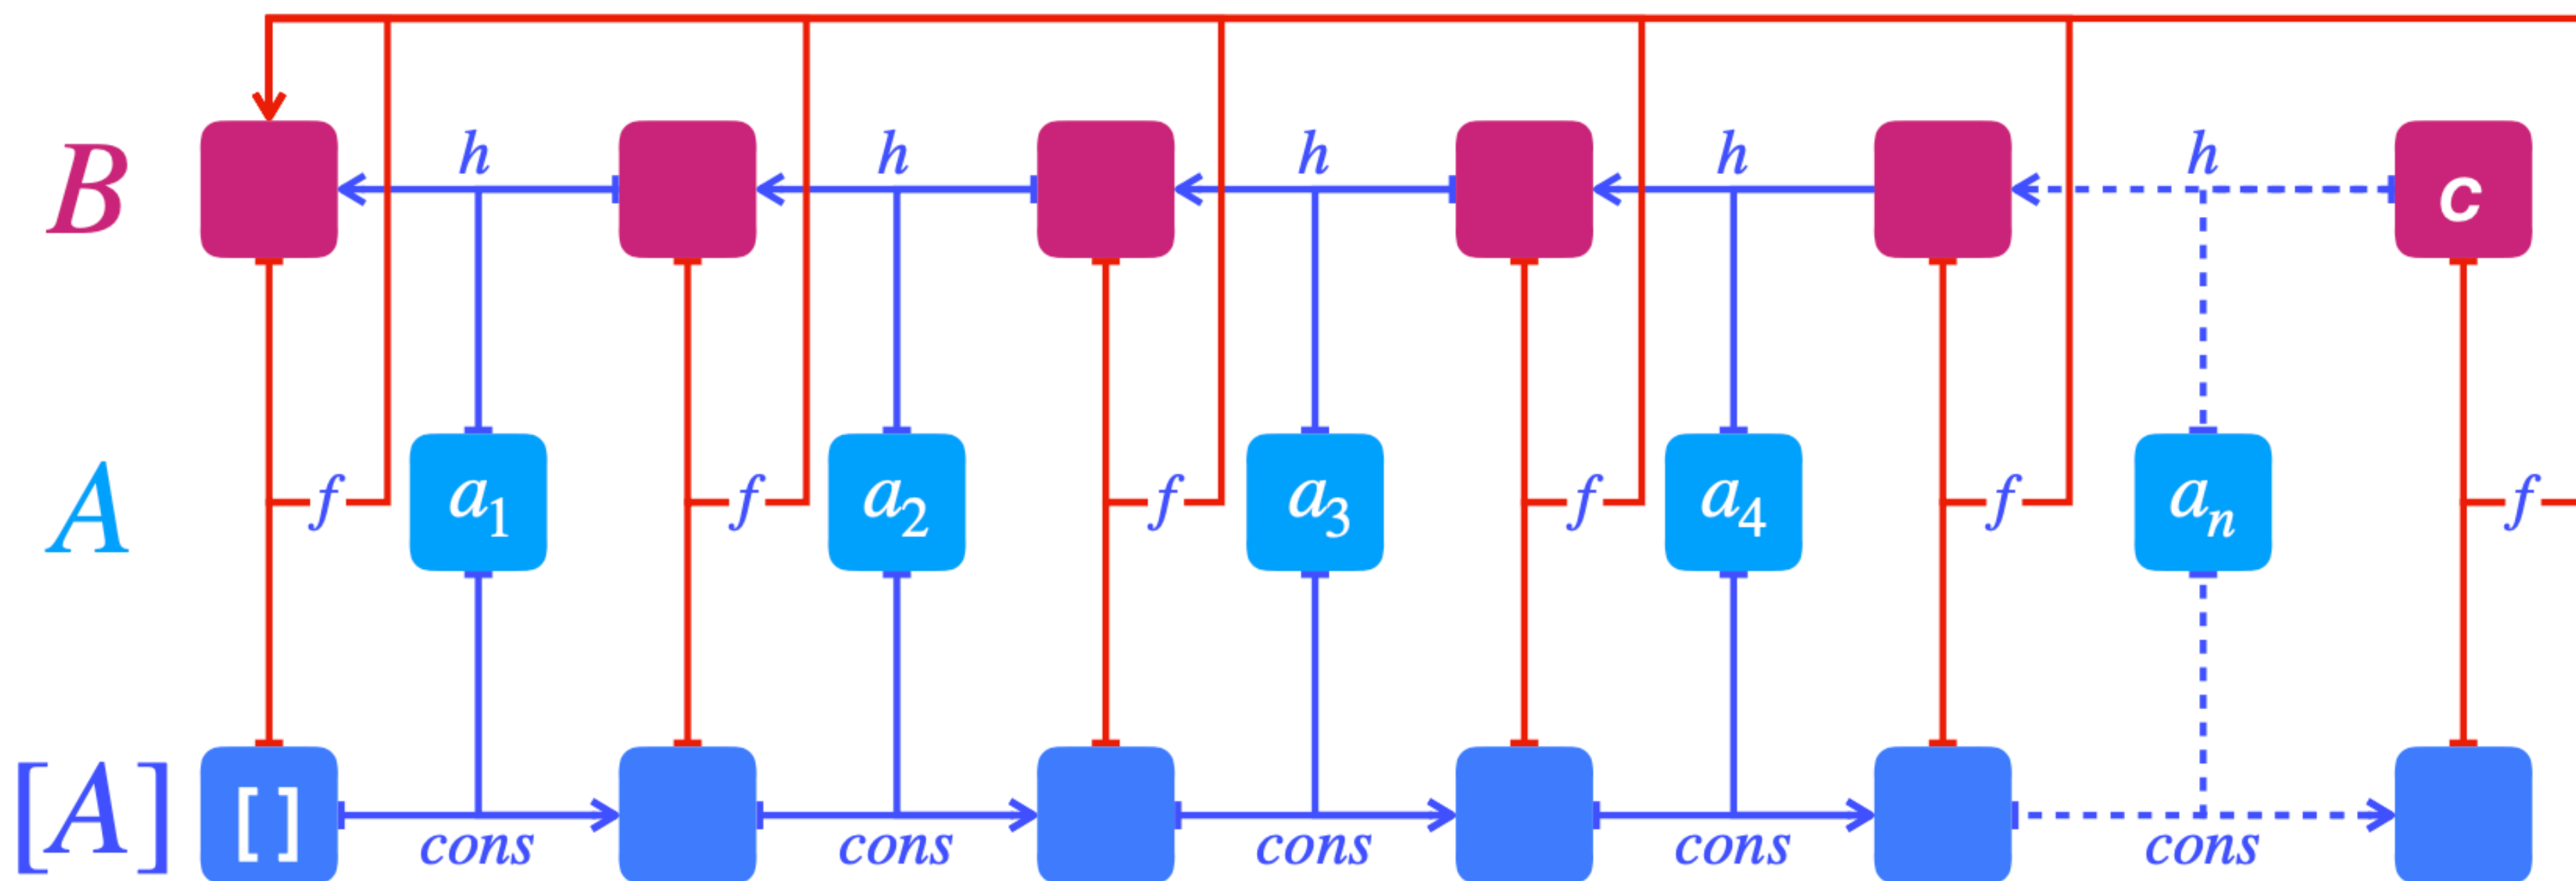 h h h h h
B c
A f a₁ f a₂ f a₃ f a₄ f aₙ f
[A] [ ]
cons cons cons cons cons